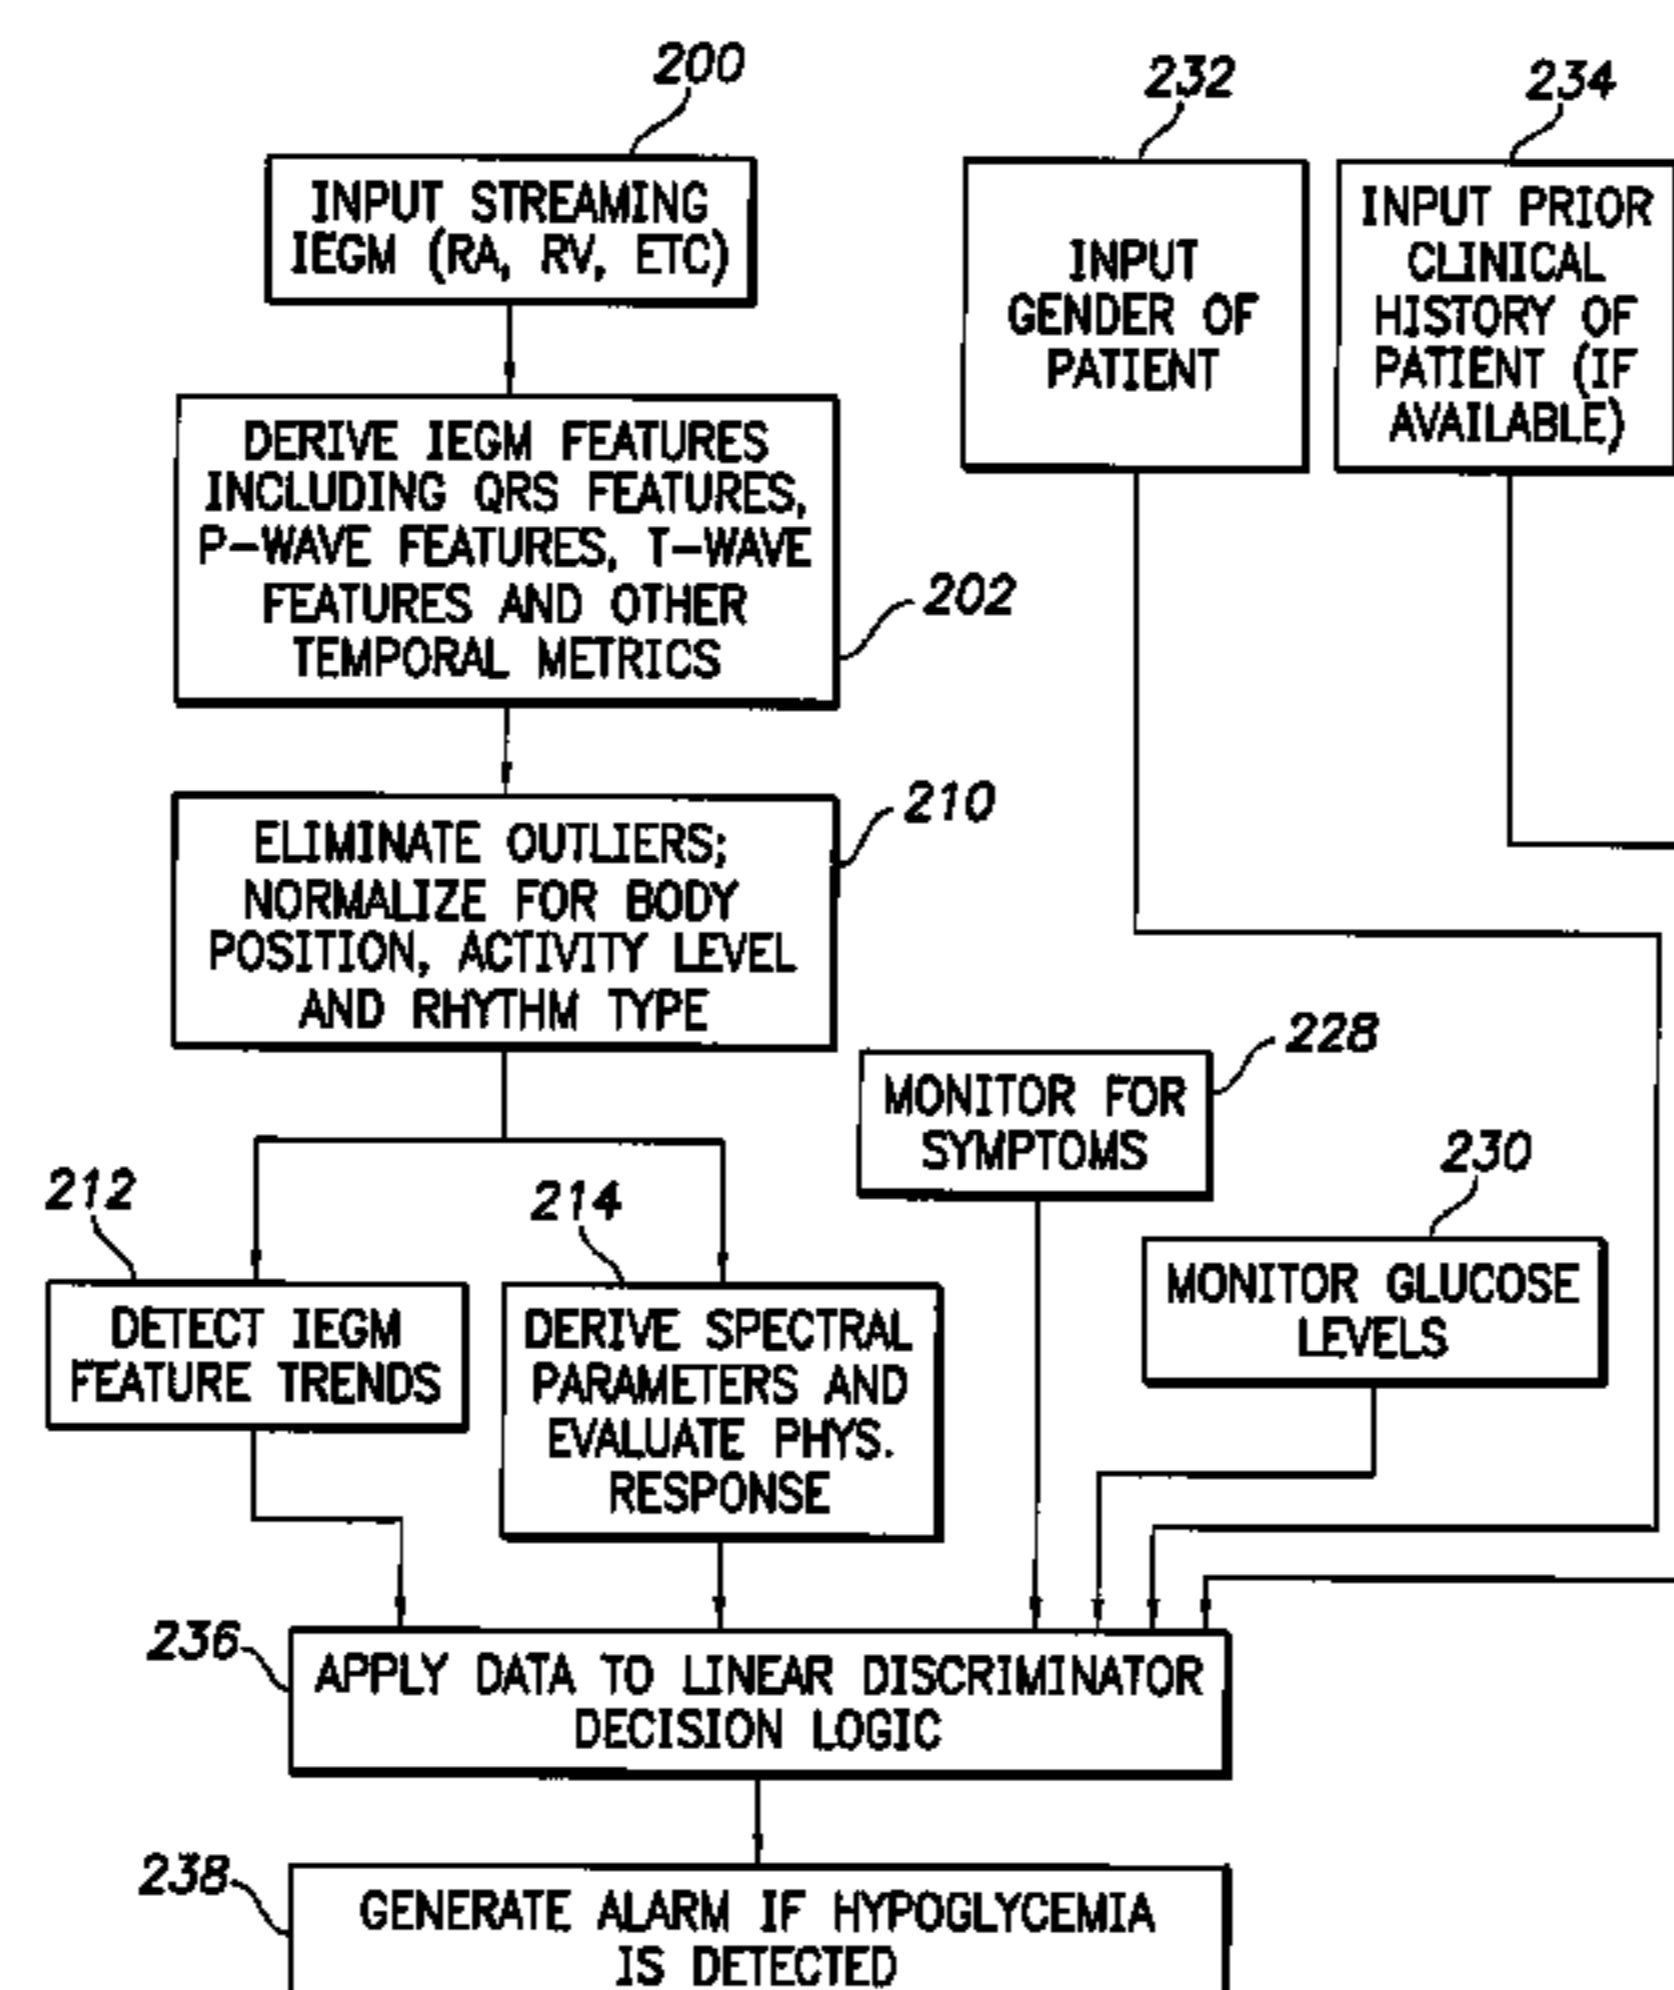 200
INPUT STREAMING
IEGM (RA, RV, ETC)
232
INPUT
GENDER OF
PATIENT
234
INPUT PRIOR
CLINICAL
HISTORY OF
PATIENT (IF
AVAILABLE)
DERIVE IEGM FEATURES
INCLUDING QRS FEATURES,
P-WAVE FEATURES, T-WAVE
FEATURES AND OTHER
TEMPORAL METRICS
202
210
ELIMINATE OUTLIERS;
NORMALIZE FOR BODY
POSITION, ACTIVITY LEVEL
AND RHYTHM TYPE
228
MONITOR FOR
SYMPTOMS
230
MONITOR GLUCOSE
LEVELS
212
DETECT IEGM
FEATURE TRENDS
214
DERIVE SPECTRAL
PARAMETERS AND
EVALUATE PHYS.
RESPONSE
236
APPLY DATA TO LINEAR DISCRIMINATOR
DECISION LOGIC
238
GENERATE ALARM IF HYPOGLYCEMIA
IS DETECTED